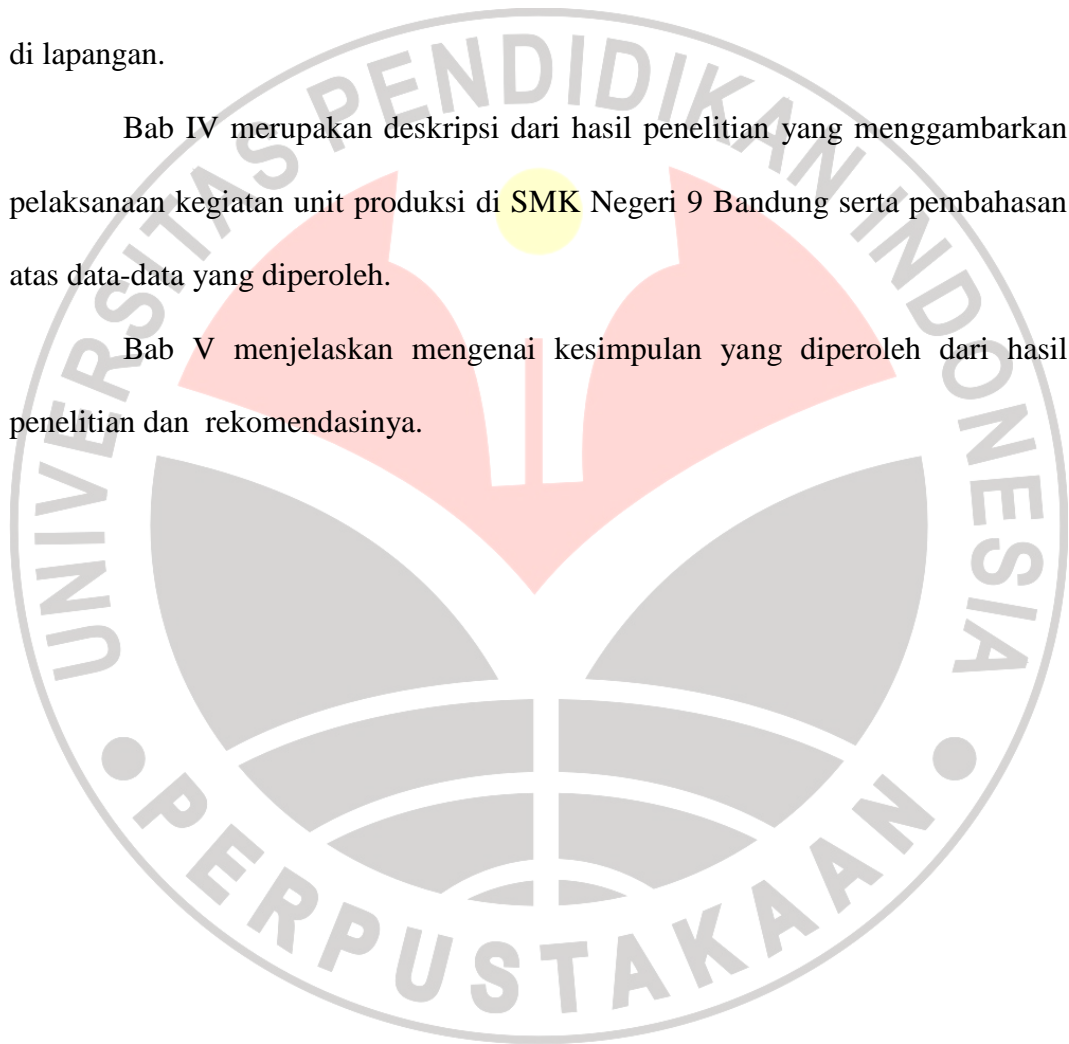 di lapangan.
Bab IV merupakan deskripsi dari hasil penelitian yang menggambarkan
pelaksanaan kegiatan unit produksi di SMK Negeri 9 Bandung serta pembahasan
atas data-data yang diperoleh.
Bab V menjelaskan mengenai kesimpulan yang diperoleh dari hasil
penelitian dan rekomendasinya.
UNIVERSITAS PENDIDIKAN INDONESIA
PERPUSTAKAAN